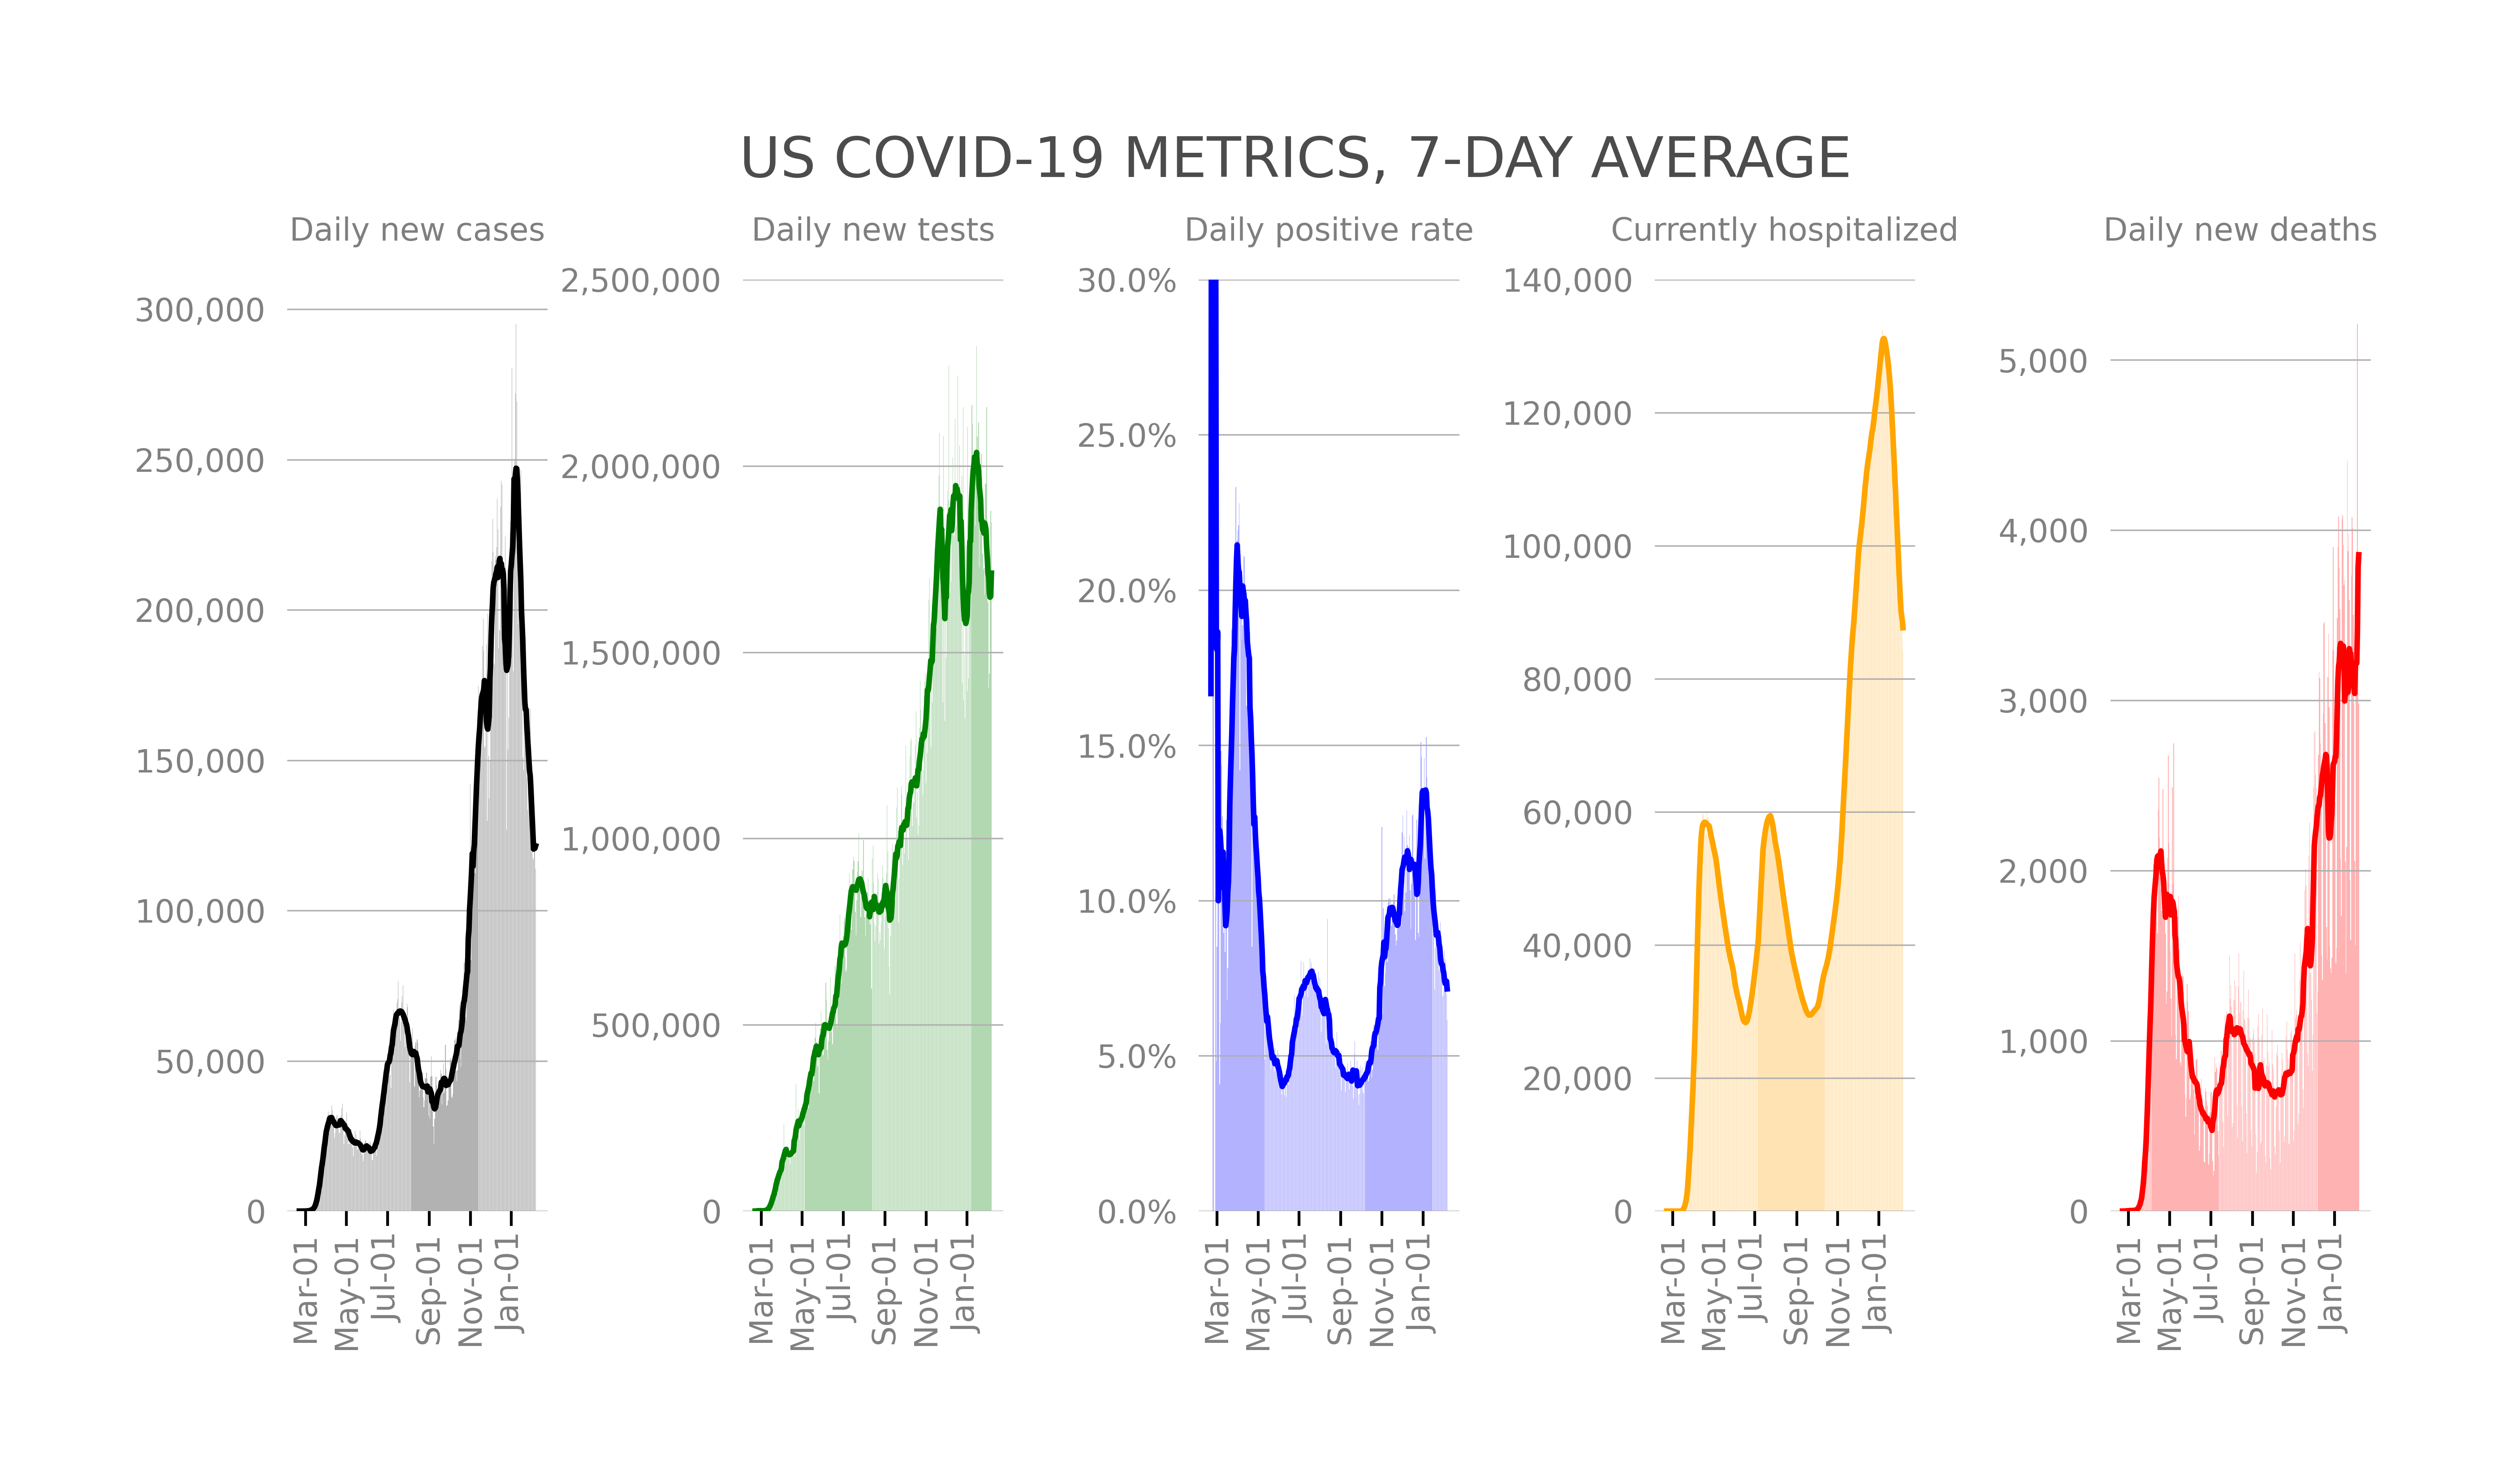 US COVID-19 METRICS, 7-DAY AVERAGE
Daily new cases
300,000
250,000
200,000
150,000
100,000
50,000
0
Mar-01
May-01
Jul-01
Sep-01
Nov-01
Jan-01
Daily new tests
2,500,000
2,000,000
1,500,000
1,000,000
500,000
0
Mar-01
May-01
Jul-01
Sep-01
Nov-01
Jan-01
Daily positive rate
30.0%
25.0%
20.0%
15.0%
10.0%
5.0%
0.0%
Mar-01
May-01
Jul-01
Sep-01
Nov-01
Jan-01
Currently hospitalized
140,000
120,000
100,000
80,000
60,000
40,000
20,000
0
Mar-01
May-01
Jul-01
Sep-01
Nov-01
Jan-01
Daily new deaths
5,000
4,000
3,000
2,000
1,000
0
Mar-01
May-01
Jul-01
Sep-01
Nov-01
Jan-01